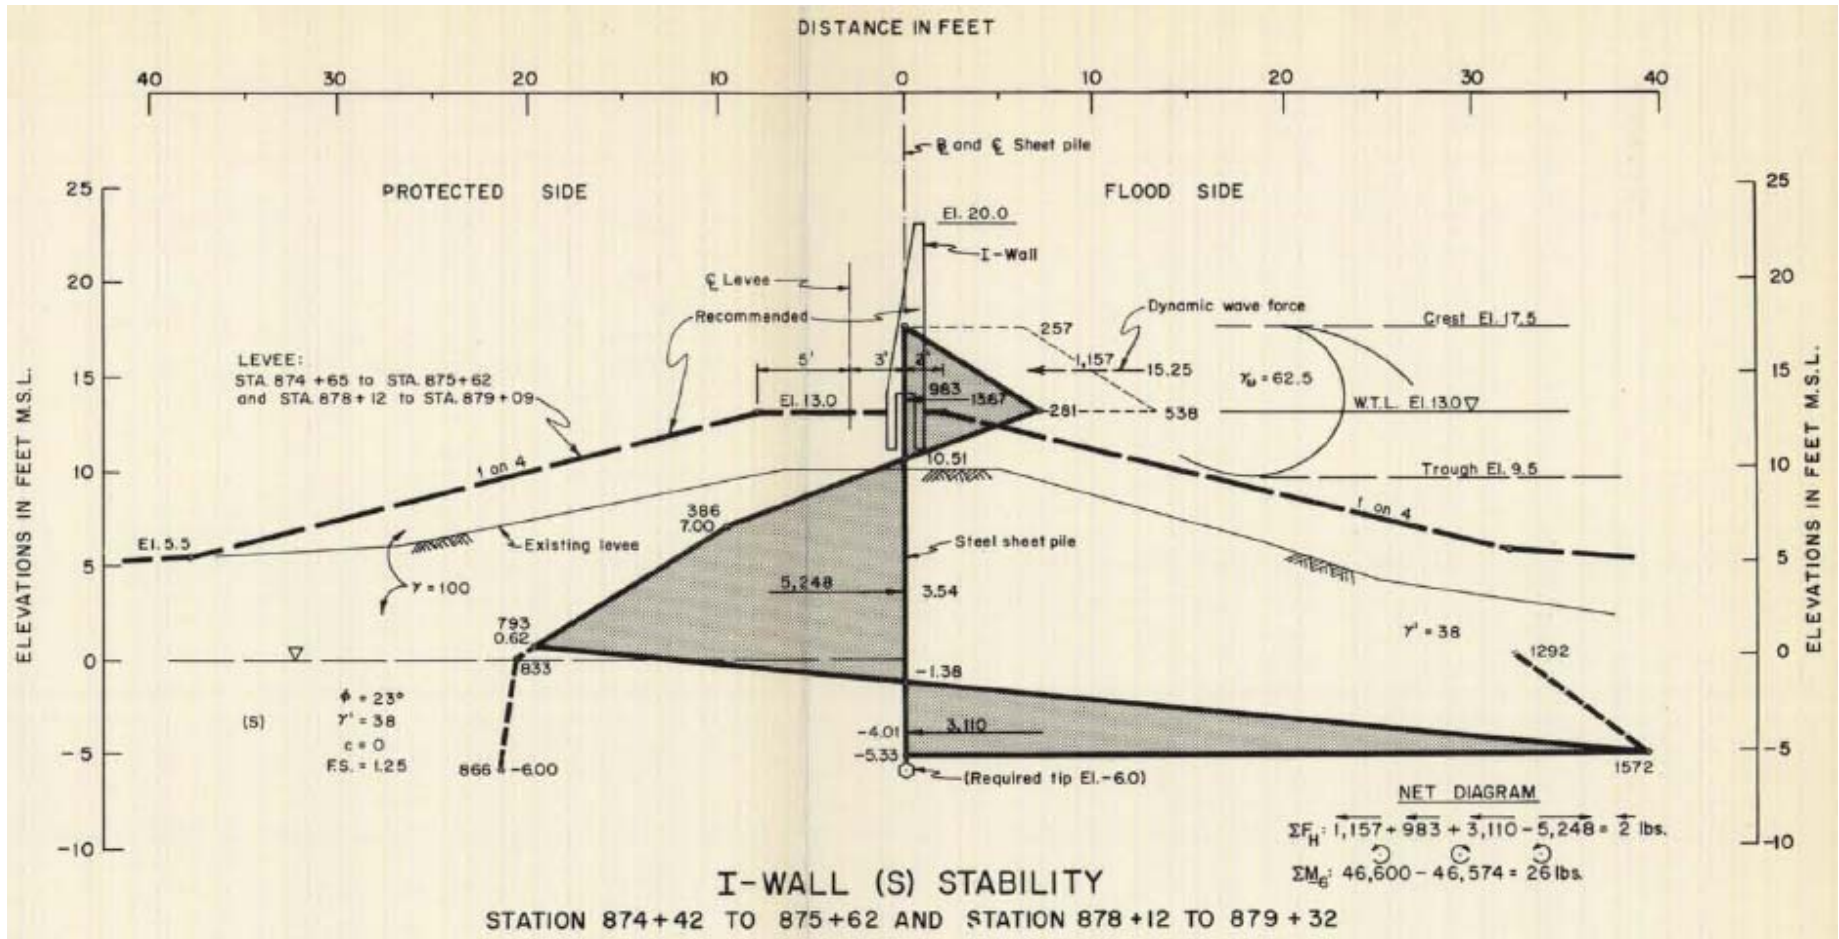 DISTANCE IN FEET
40 30 20 10 0 10 20 30 40
℞ and ℄ Sheet pile
PROTECTED SIDE
FLOOD SIDE
25
20
15
10
5
0
-5
-10
ELEVATIONS IN FEET M.S.L.
25
20
15
10
5
0
-5
-10
ELEVATIONS IN FEET M.S.L.
El. 20.0
I-Wall
℄ Levee
Recommended
Dynamic wave force
257
Crest El. 17.5
LEVEE:
STA. 874 +65 to STA. 875+62
and STA. 878+12 to STA. 879+09
5' 3' 2'
1,157
15.25
γw = 62.5
983
13.67
El. 13.0
281
538
W.T.L. El. 13.0
1 on 4
10.51
Trough El. 9.5
1 on 4
386
7.00
El. 5.5
Existing levee
Steel sheet pile
γ = 100
5,248
3.54
793
0.62
γ' = 38
833
1292
-1.38
ϕ = 23°
(S)
γ' = 38
c = 0
F.S. = 1.25
-4.01
3,110
-5.33
866 -6.00
(Required tip El.-6.0)
1572
NET DIAGRAM
ΣF_H: 1,157 + 983 + 3,110 - 5,248 = 2 lbs.
ΣM_-6: 46,600 - 46,574 = 26 lbs.
I-WALL (S) STABILITY
STATION 874+42 TO 875+62 AND STATION 878+12 TO 879+32